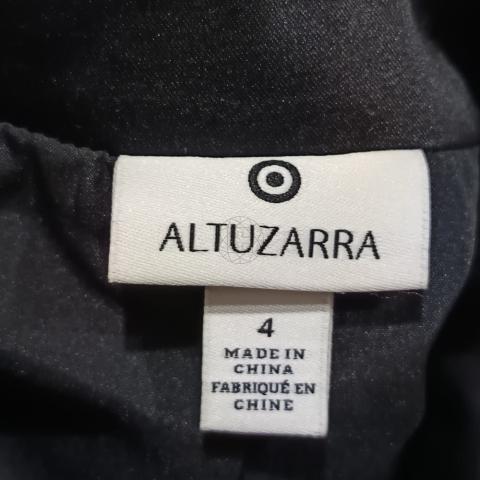 ALTUZARRA
4
MADE IN
CHINA
FABRIQUÉ EN
CHINE